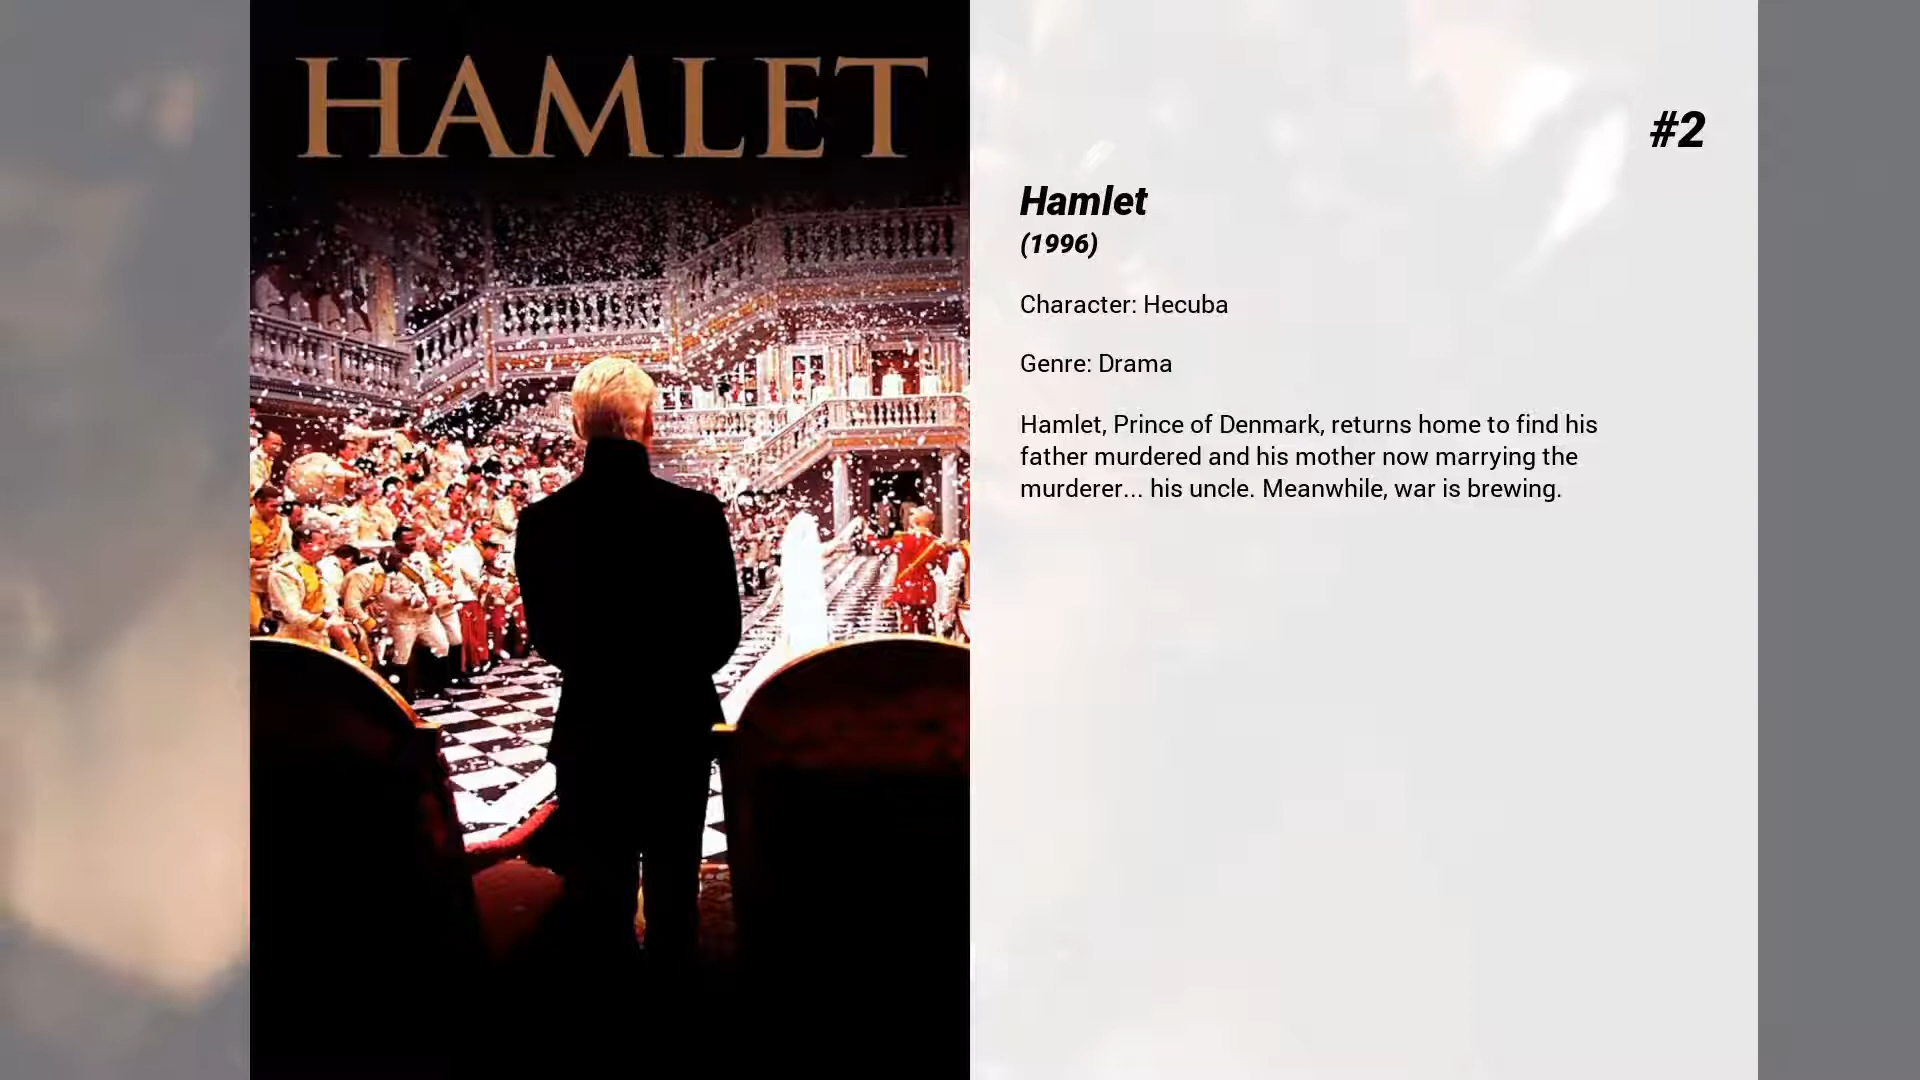 HAMLET
#2
Hamlet
(1996)
Character: Hecuba
Genre: Drama
Hamlet, Prince of Denmark, returns home to find his
father murdered and his mother now marrying the
murderer... his uncle. Meanwhile, war is brewing.